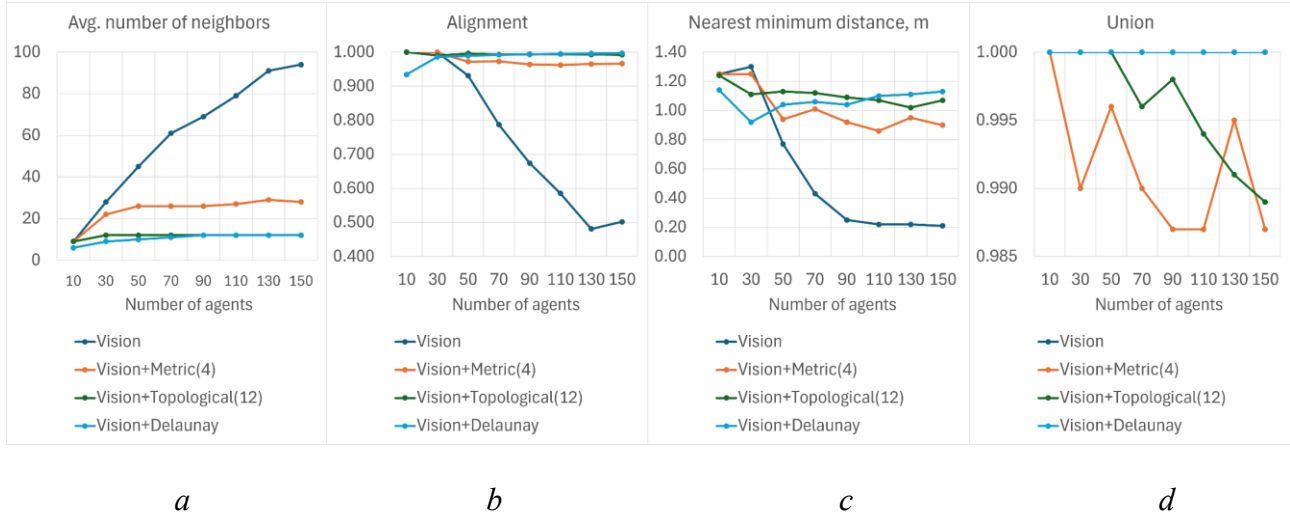 Avg. number of neighbors
100
80
60
40
20
0
10 30 50 70 90 110 130 150
Number of agents
Vision
Vision+Metric(4)
Vision+Topological(12)
Vision+Delaunay
a
Alignment
1.000
0.900
0.800
0.700
0.600
0.500
0.400
10 30 50 70 90 110 130 150
Number of agents
Vision
Vision+Metric(4)
Vision+Topological(12)
Vision+Delaunay
b
Nearest minimum distance, m
1.40
1.20
1.00
0.80
0.60
0.40
0.20
0.00
10 30 50 70 90 110 130 150
Number of agents
Vision
Vision+Metric(4)
Vision+Topological(12)
Vision+Delaunay
c
Union
1.000
0.995
0.990
0.985
10 30 50 70 90 110 130 150
Number of agents
Vision
Vision+Metric(4)
Vision+Topological(12)
Vision+Delaunay
d